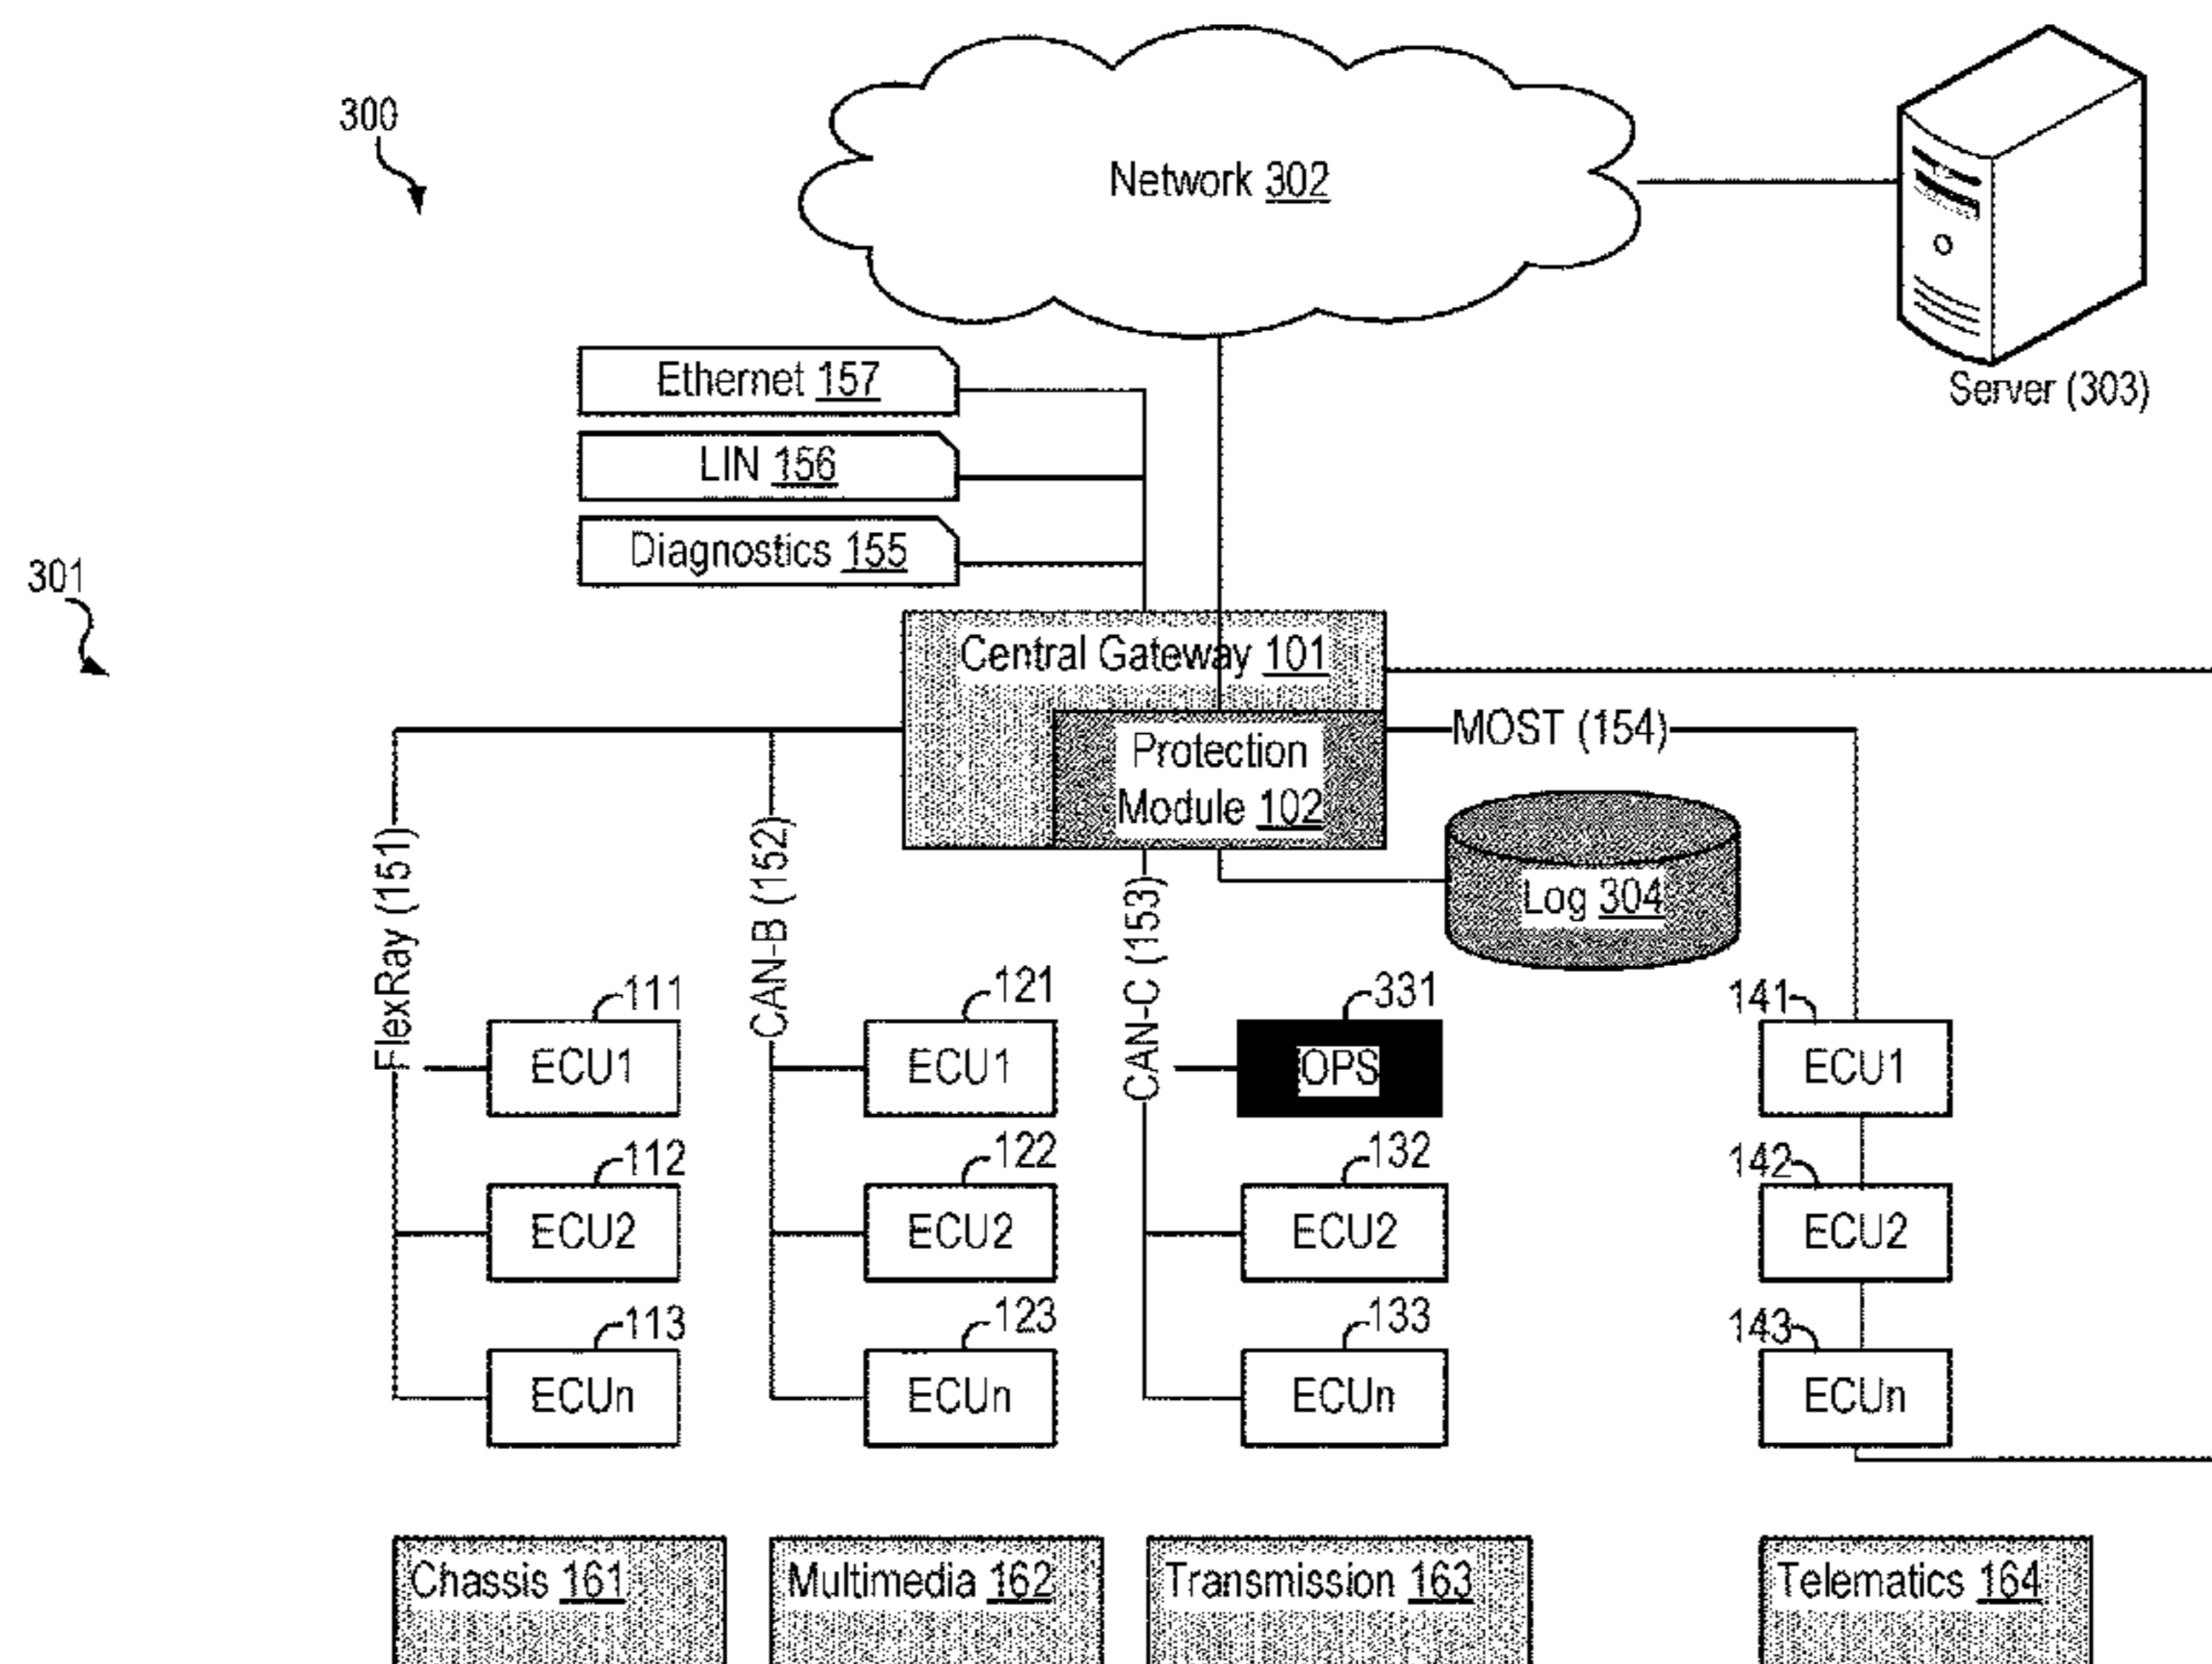 300
Network 302
Server (303)
Ethernet 157
LIN 156
Diagnostics 155
301
Central Gateway 101
Protection
Module 102
MOST (154)
Log 304
FlexRay (151)
CAN-B (152)
CAN-C (153)
111
121
331
141
ECU1
ECU1
OPS
ECU1
112
122
132
142
ECU2
ECU2
ECU2
ECU2
113
123
133
143
ECUn
ECUn
ECUn
ECUn
Chassis 161
Multimedia 162
Transmission 163
Telematics 164